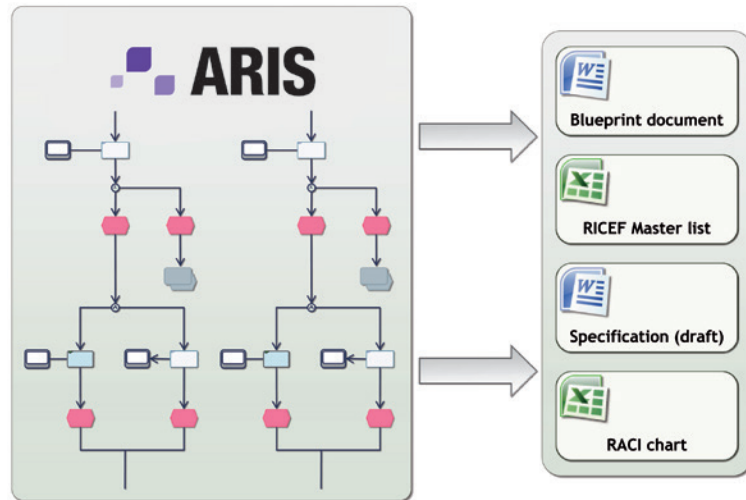 ARIS
Blueprint document
RICEF Master list
Specification (draft)
RACI chart